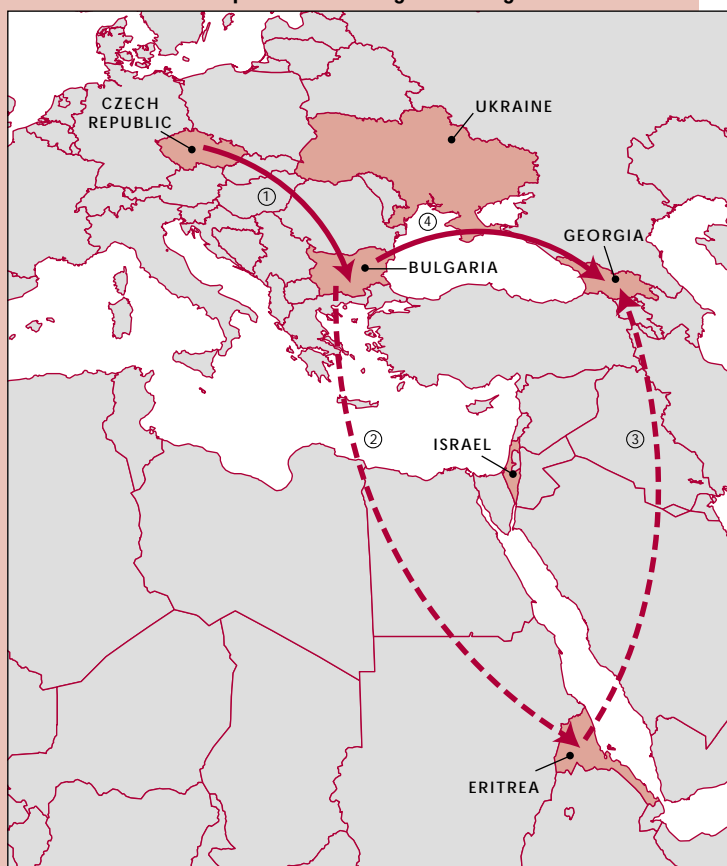 CZECH
REPUBLIC
UKRAINE
①
④
GEORGIA
BULGARIA
②
ISRAEL
③
ERITREA